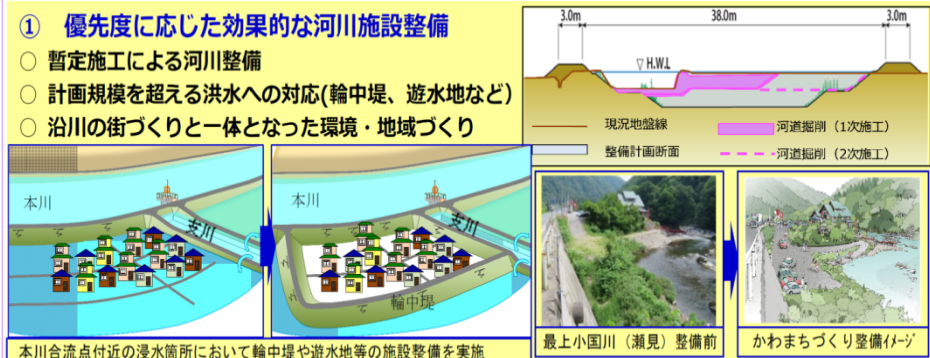 ① 優先度に応じた効果的な河川施設整備
○ 暫定施工による河川整備
○ 計画規模を超える洪水への対応(輪中堤、遊水地など)
○ 沿川の街づくりと一体となった環境・地域づくり
3.0m 38.0m 3.0m
▽ H.W.L
現況地盤線 河道掘削（1次施工）
整備計画断面 河道掘削（2次施工）
本川
支川
本川
支川
輪中堤
本川合流点付近の浸水箇所において輪中堤や遊水地等の施設整備を実施
最上小国川（瀬見）整備前
かわまちづくり整備イメージ